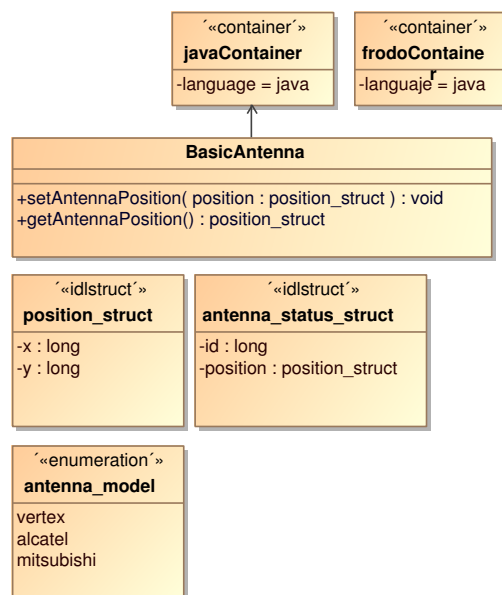 ´«container`»
javaContainer
-language = java
´«container`»
frodoContaine
r
-languaje = java
BasicAntenna
+setAntennaPosition( position : position_struct ) : void
+getAntennaPosition() : position_struct
´«idlstruct`»
position_struct
-x : long
-y : long
´«idlstruct`»
antenna_status_struct
-id : long
-position : position_struct
´«enumeration`»
antenna_model
vertex
alcatel
mitsubishi